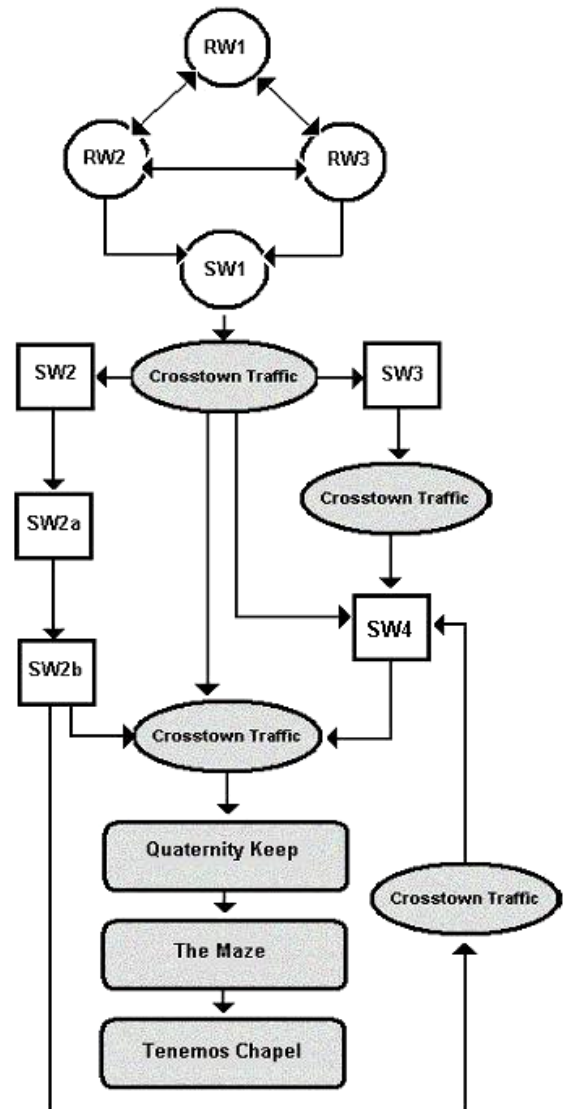 RW1
RW2
RW3
SW1
SW2
Crosstown Traffic
SW3
Crosstown Traffic
SW2a
SW4
SW2b
Crosstown Traffic
Quaternity Keep
Crosstown Traffic
The Maze
Tenemos Chapel